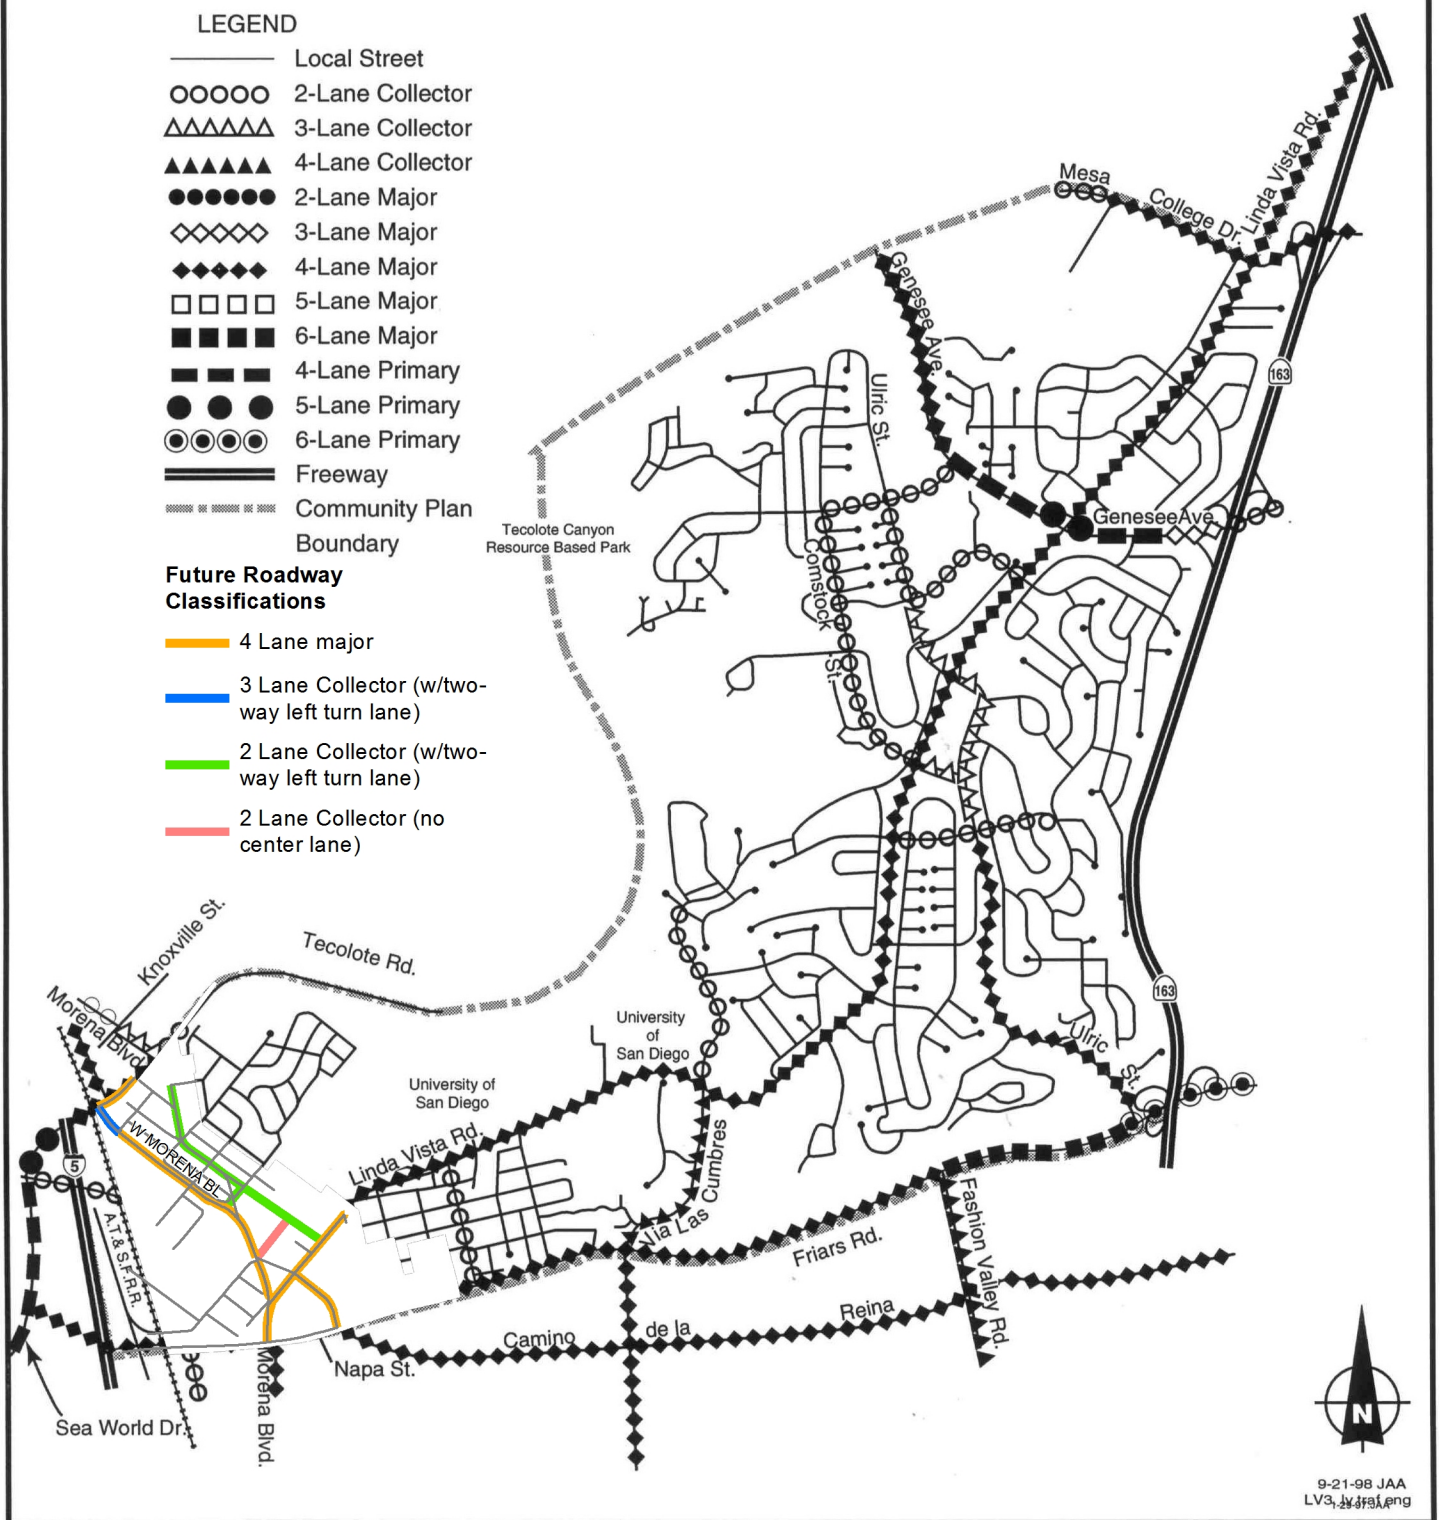 LEGEND
Local Street
2-Lane Collector
3-Lane Collector
4-Lane Collector
2-Lane Major
3-Lane Major
4-Lane Major
5-Lane Major
6-Lane Major
4-Lane Primary
5-Lane Primary
6-Lane Primary
Freeway
Community Plan
Boundary
Future Roadway
Classifications
4 Lane major
3 Lane Collector (w/two-
way left turn lane)
2 Lane Collector (w/two-
way left turn lane)
2 Lane Collector (no
center lane)
Mesa
College Dr.
Linda Vista Rd.
Genesee Ave.
163
Ulric St.
GeneseeAve.
Tecolote Canyon
Resource Based Park
Comstock
St.
Knoxville St.
Tecolote Rd.
Morena Blvd.
163
University
of
San Diego
Ulric
St.
University of
San Diego
W MORENA BL
Linda Vista Rd.
5
Via Las
Cumbres
A.T.& S.F.R.R.
Friars Rd.
Fashion Valley Rd.
Camino
de la
Reina
Napa St.
Morena Blvd.
Sea World Dr.
N
9-21-98 JAA
LV3, lv traf.eng